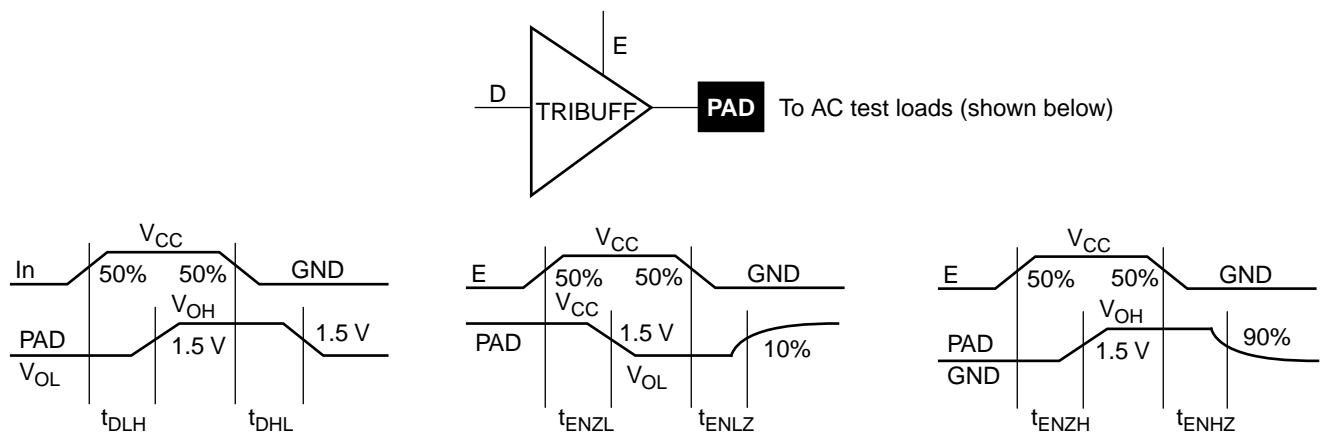 E
D
TRIBUFF
PAD
To AC test loads (shown below)
In
50%
VCC
50%
GND
PAD
VOL
VOH
1.5 V
1.5 V
tDLH
tDHL
E
50%
VCC
50%
GND
PAD
VCC
1.5 V
VOL
10%
tENZL
tENLZ
E
50%
VCC
50%
GND
PAD
GND
VOH
1.5 V
90%
tENZH
tENHZ